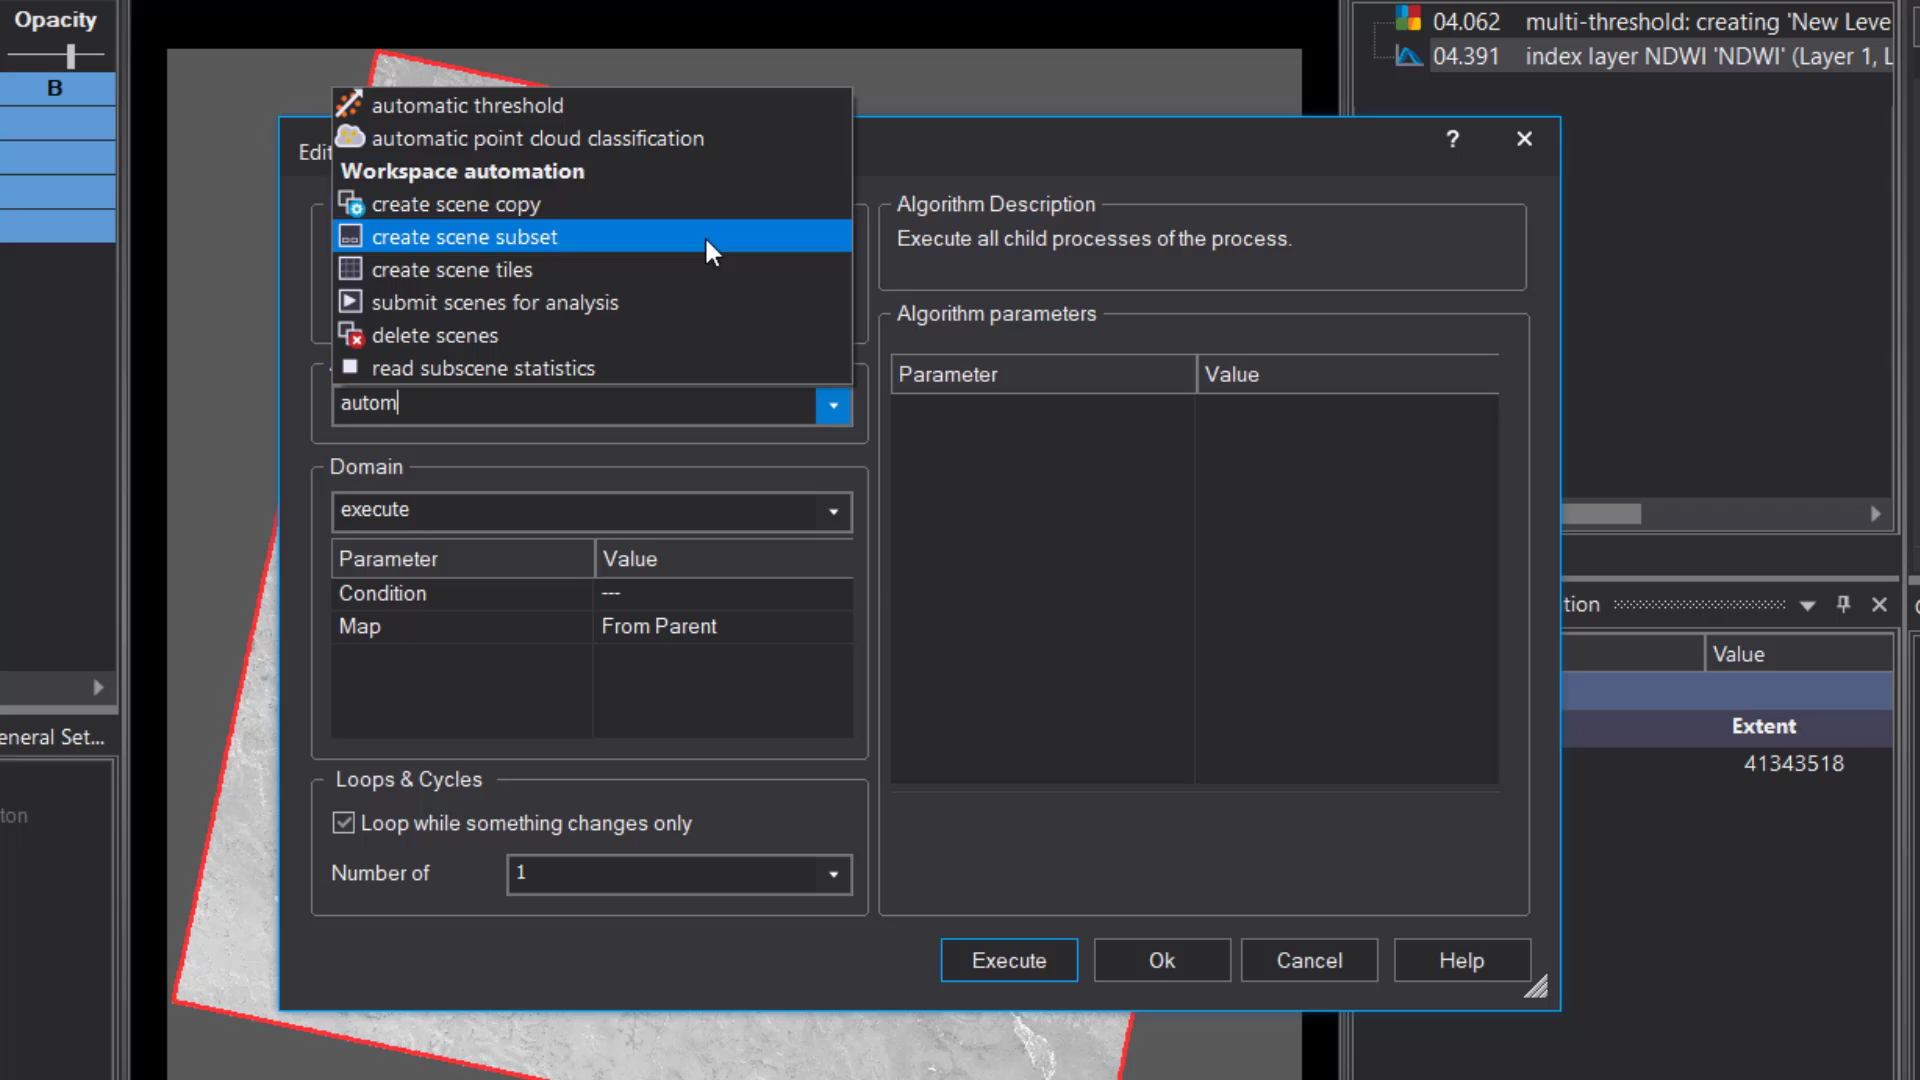 Opacity
B
eneral Set...
ton
04.062 multi-threshold: creating 'New Leve
04.391 index layer NDWI 'NDWI' (Layer 1, L
Edit
automatic threshold
automatic point cloud classification
Workspace automation
create scene copy
create scene subset
create scene tiles
submit scenes for analysis
delete scenes
read subscene statistics
autom
Domain
execute
Parameter Value
Condition ---
Map From Parent
Loops & Cycles
Loop while something changes only
Number of 1
?
Algorithm Description
Execute all child processes of the process.
Algorithm parameters
Parameter Value
Execute Ok Cancel Help
tion
Value
Extent
41343518